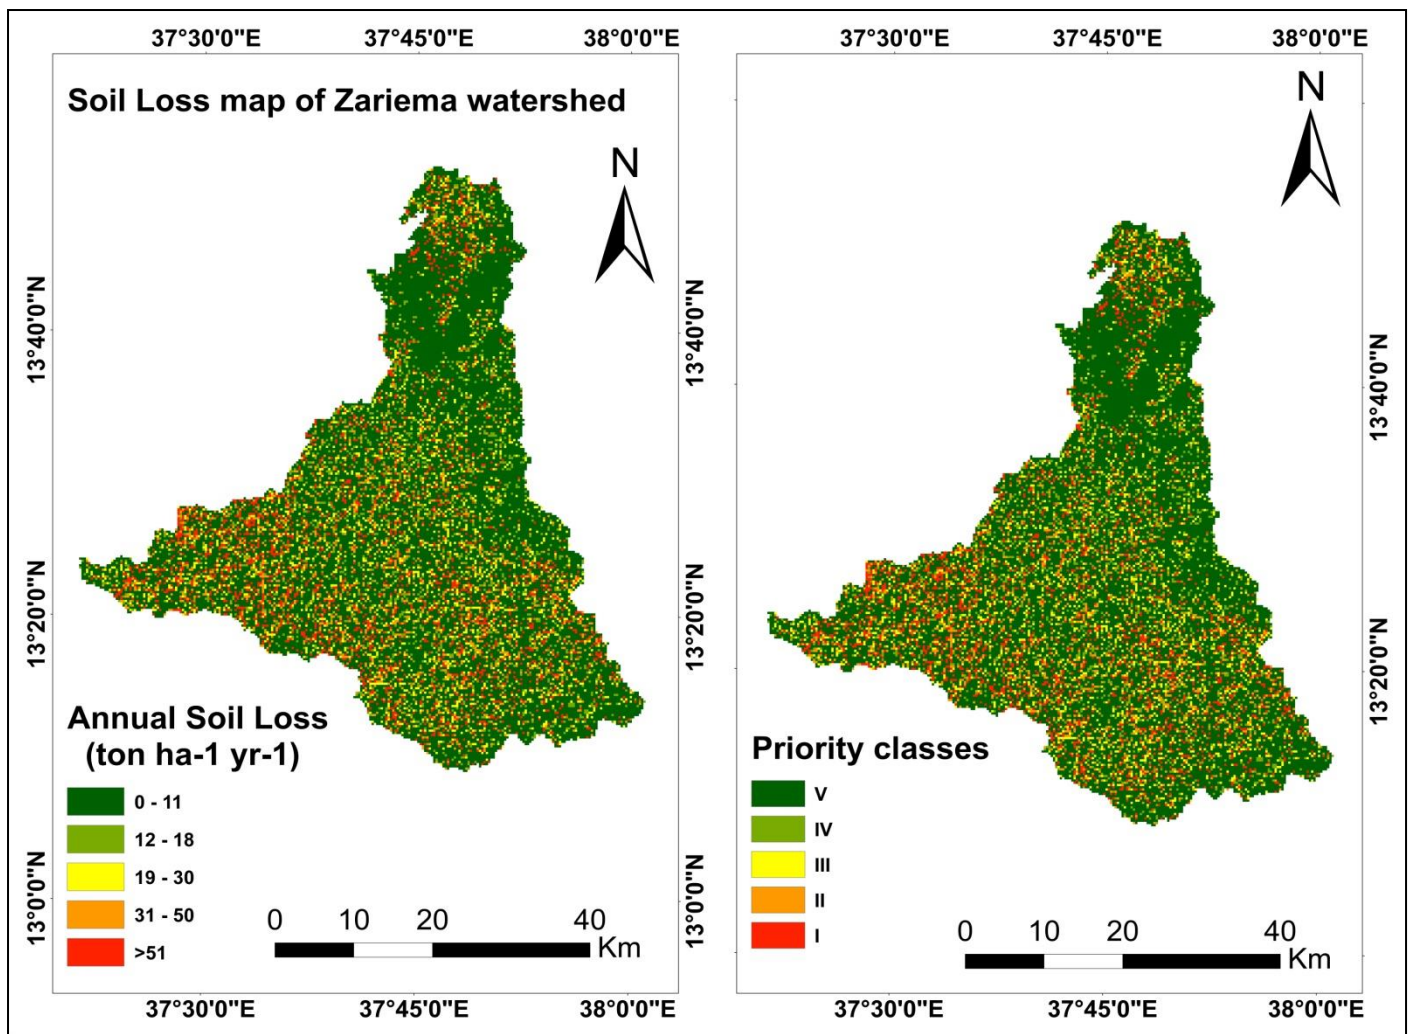 37°30'0"E 37°45'0"E 38°0'0"E
Soil Loss map of Zariema watershed
N
13°40'0"N
13°20'0"N
13°0'0"N
13°40'0"N
13°20'0"N
13°0'0"N
Annual Soil Loss
(ton ha-1 yr-1)
0 - 11
12 - 18
19 - 30
31 - 50
>51
0 10 20 40
Km
37°30'0"E 37°45'0"E 38°0'0"E
37°30'0"E 37°45'0"E 38°0'0"E
N
13°40'0"N
13°20'0"N
Priority classes
V
IV
III
II
I
0 10 20 40
Km
37°30'0"E 37°45'0"E 38°0'0"E